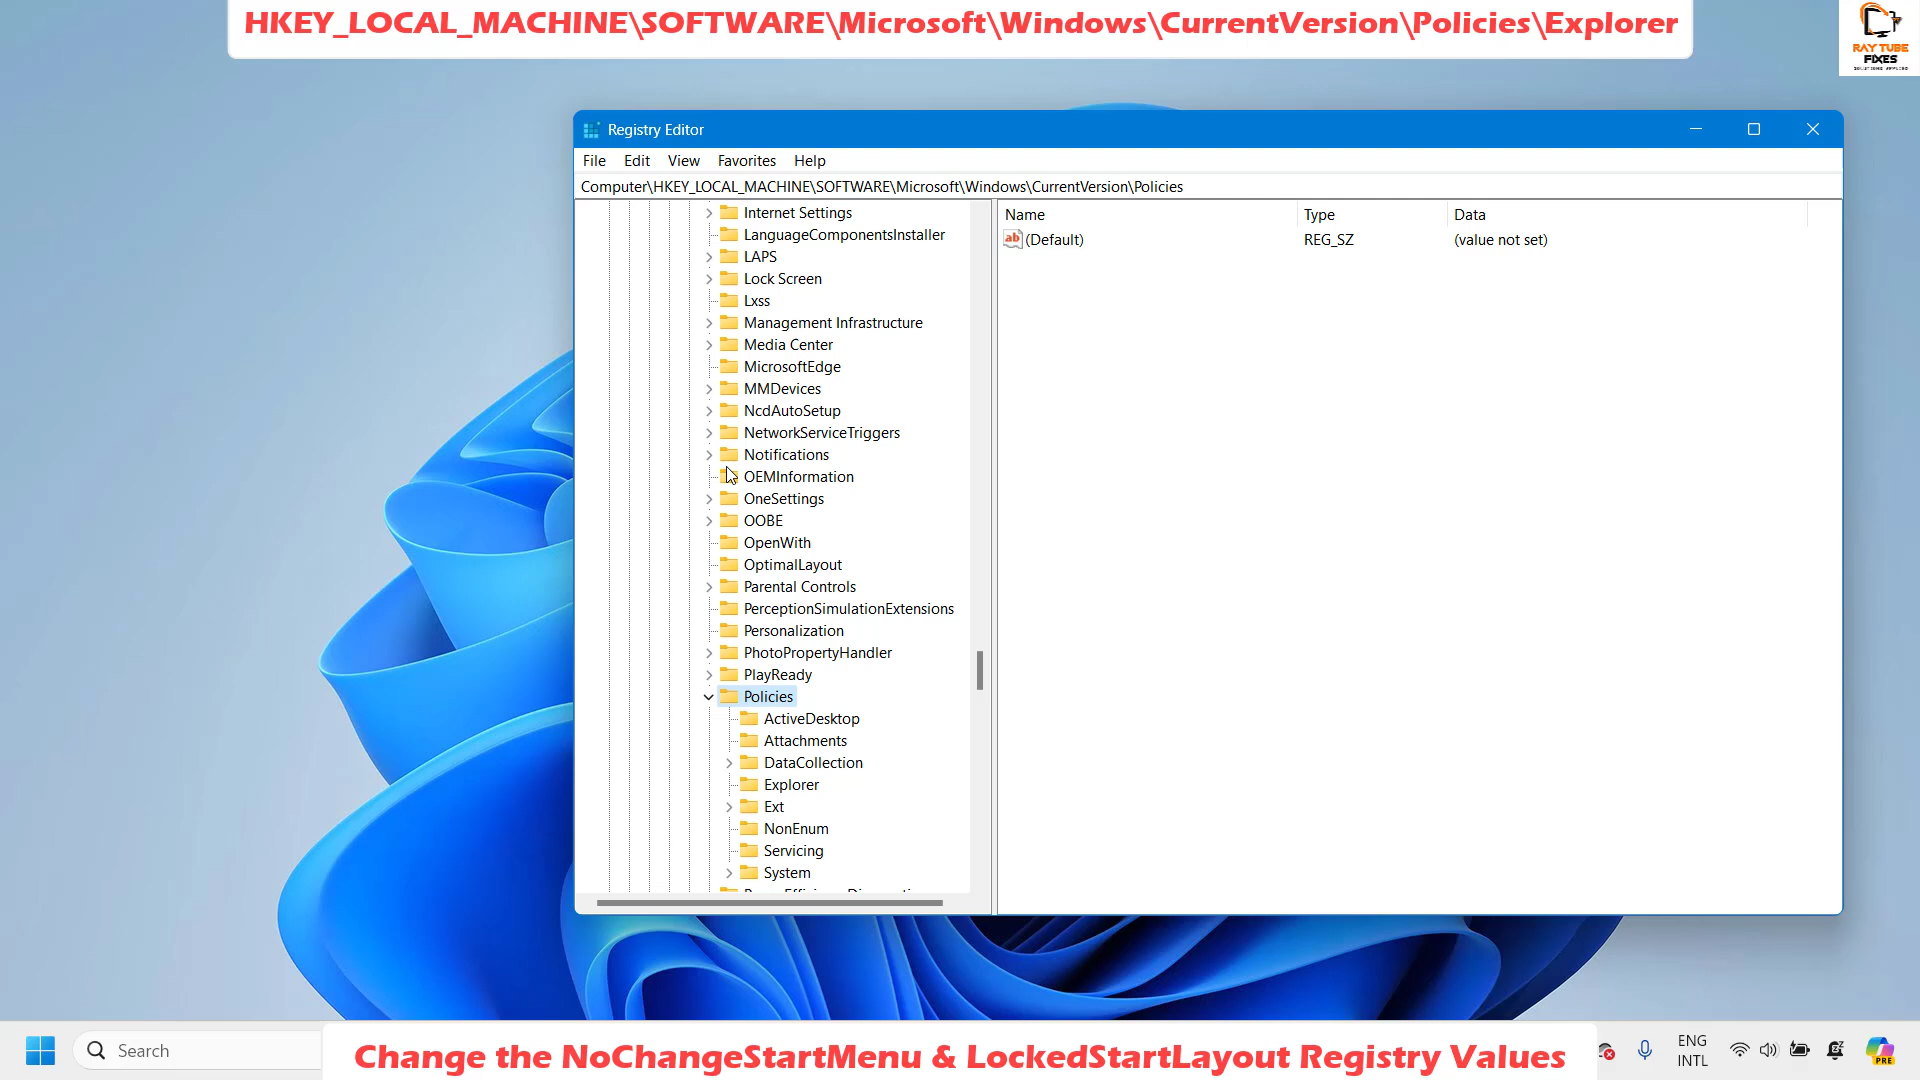 HKEY_LOCAL_MACHINE\SOFTWARE\Microsoft\Windows\CurrentVersion\Policies\Explorer
RAY TUBE
FIXES
Registry Editor
File Edit View Favorites Help
Computer\HKEY_LOCAL_MACHINE\SOFTWARE\Microsoft\Windows\CurrentVersion\Policies
Internet Settings
LanguageComponentsInstaller
LAPS
Lock Screen
Lxss
Management Infrastructure
Media Center
MicrosoftEdge
MMDevices
NcdAutoSetup
NetworkServiceTriggers
Notifications
OEMInformation
OneSettings
OOBE
OpenWith
OptimalLayout
Parental Controls
PerceptionSimulationExtensions
Personalization
PhotoPropertyHandler
PlayReady
Policies
ActiveDesktop
Attachments
DataCollection
Explorer
Ext
NonEnum
Servicing
System
Name Type Data
ab (Default) REG_SZ (value not set)
Search
Change the NoChangeStartMenu & LockedStartLayout Registry Values
ENG
INTL
PRE